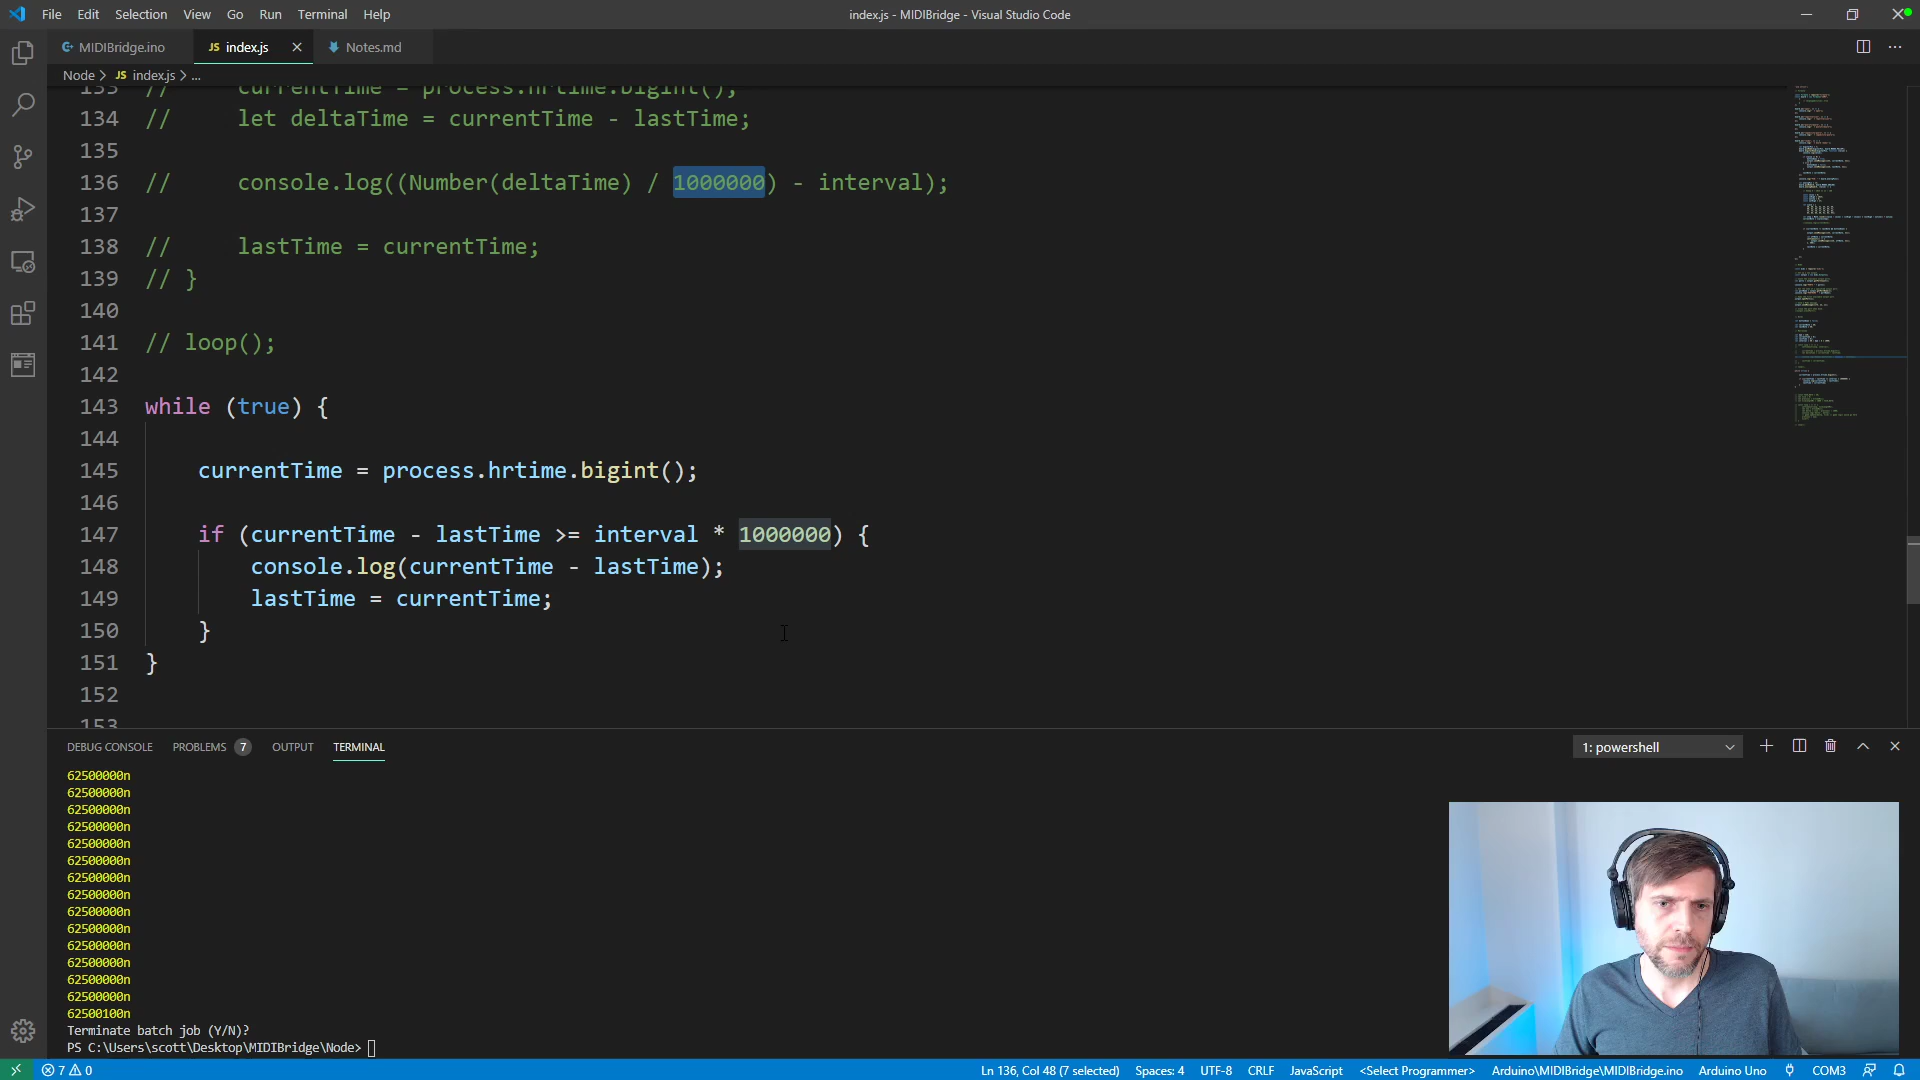 File Edit Selection View Go Run Terminal Help
index.js - MIDIBridge - Visual Studio Code
MIDIBridge.ino
JS index.js
Notes.md
Node > JS index.js > ...
133 // currentTime = process.hrtime.bigint();
134 // let deltaTime = currentTime - lastTime;
135
136 // console.log((Number(deltaTime) / 1000000) - interval);
137
138 // lastTime = currentTime;
139 // }
140
141 // loop();
142
143 while (true) {
144
145 currentTime = process.hrtime.bigint();
146
147 if (currentTime - lastTime >= interval * 1000000) {
148 console.log(currentTime - lastTime);
149 lastTime = currentTime;
150 }
151 }
152
153
DEBUG CONSOLE PROBLEMS 7 OUTPUT TERMINAL
1: powershell
62500000n
62500000n
62500000n
62500000n
62500000n
62500000n
62500000n
62500000n
62500000n
62500000n
62500000n
62500000n
62500000n
62500000n
62500100n
Terminate batch job (Y/N)?
PS C:\Users\scott\Desktop\MIDIBridge\Node>
7 0
Ln 136, Col 48 (7 selected) Spaces: 4 UTF-8 CRLF JavaScript <Select Programmer> Arduino\MIDIBridge\MIDIBridge.ino Arduino Uno COM3